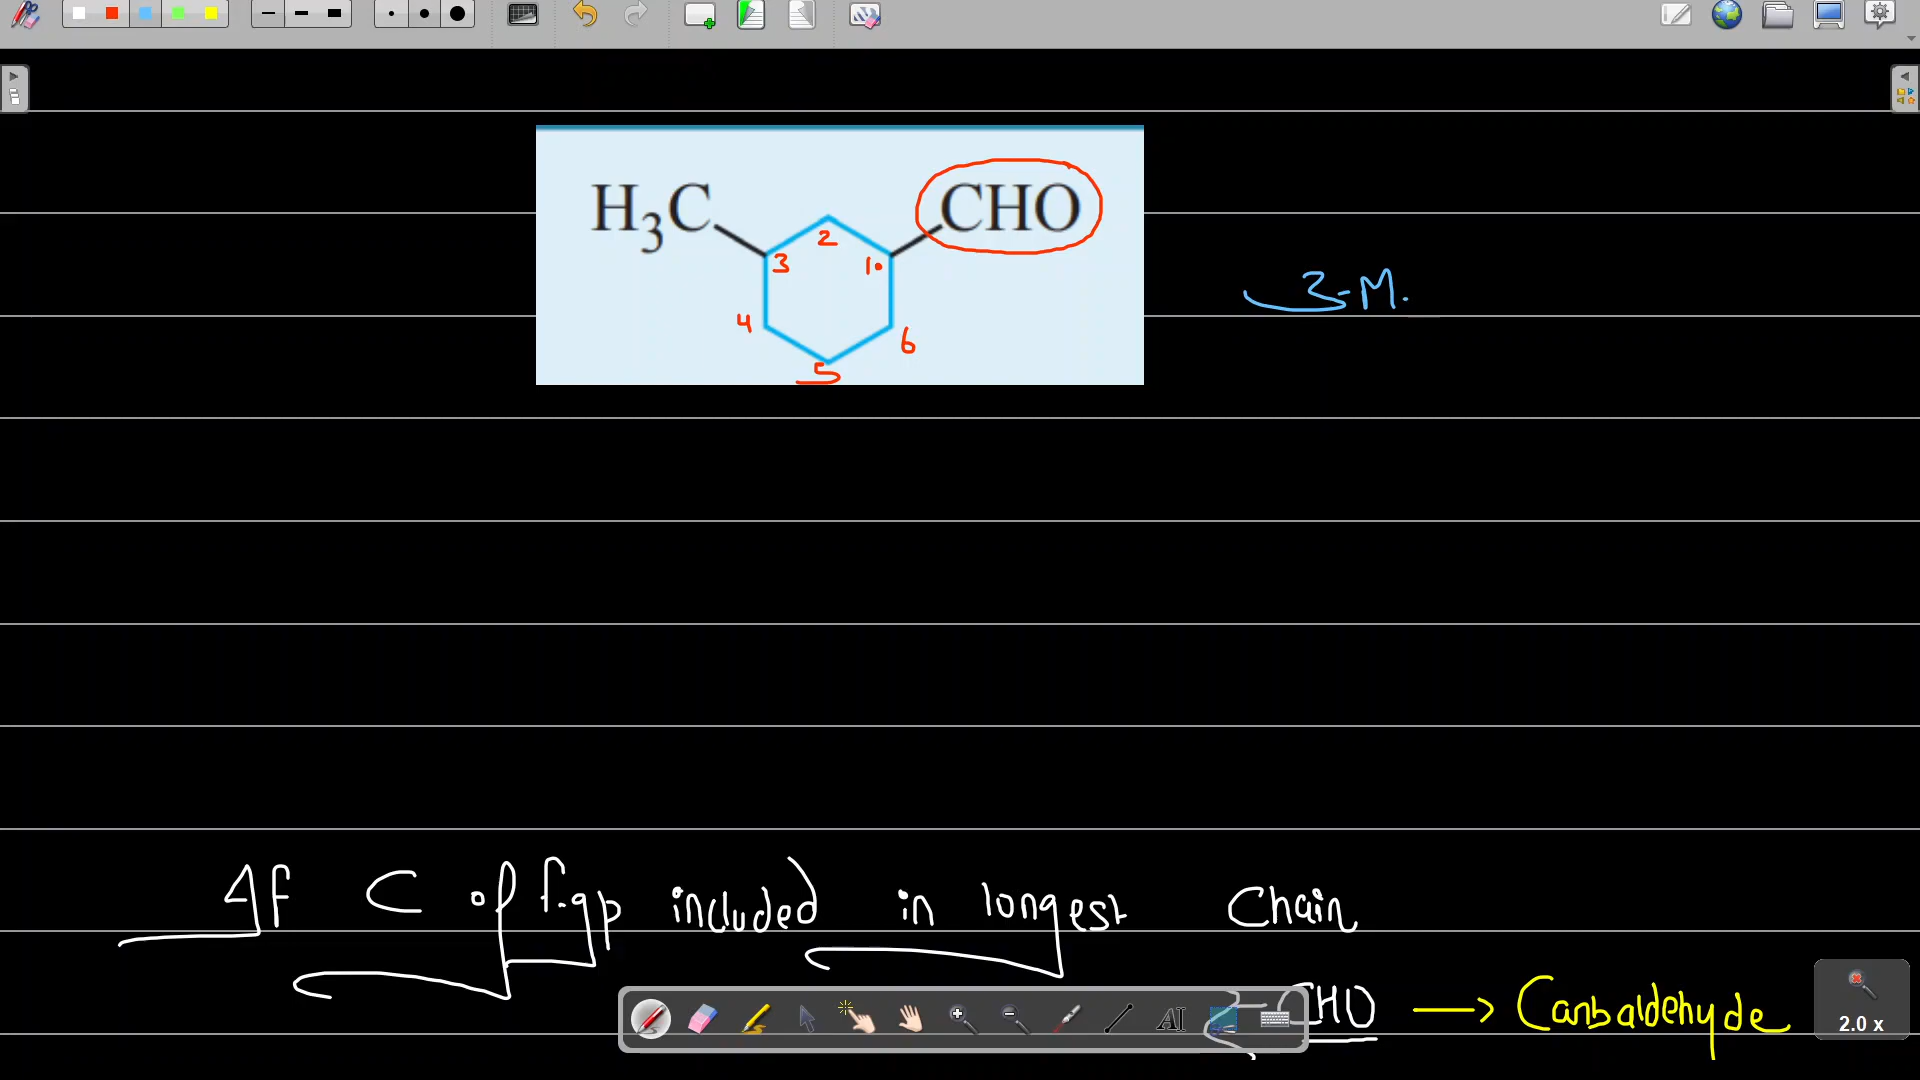 H₃C CHO
2
3 1
4 6
5
3-M.
If C of f.gp included in longest Chain
CHO → Carbaldehyde
AI
2.0 x